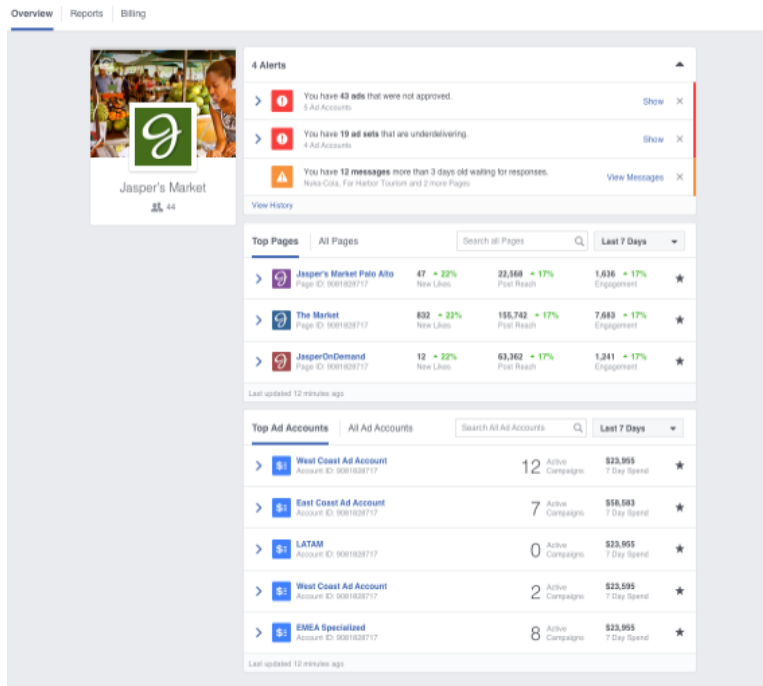 Overview Reports Billing
Jasper's Market
44
4 Alerts
You have 43 ads that were not approved.
5 Ad Accounts
Show
You have 19 ad sets that are underdelivering.
4 Ad Accounts
Show
You have 12 messages more than 3 days old waiting for responses.
Nuka-Cola, Far Harbor Tourism and 2 more Pages
View Messages
View History
Top Pages All Pages Search all Pages Last 7 Days
Jasper's Market Palo Alto 47 22% 22,568 17% 1,636 17%
Page ID: 9081828717 New Likes Post Reach Engagement
The Market 832 22% 155,742 17% 7,683 17%
Page ID: 9081828717 New Likes Post Reach Engagement
JasperOnDemand 12 22% 63,362 17% 1,241 17%
Page ID: 9081828717 New Likes Post Reach Engagement
Last updated 12 minutes ago
Top Ad Accounts All Ad Accounts Search All Ad Accounts Last 7 Days
West Coast Ad Account 12 Active Campaigns $23,955
Account ID: 9081828717 7 Day Spend
East Coast Ad Account 7 Active Campaigns $58,583
Account ID: 9081828717 7 Day Spend
LATAM 0 Active Campaigns $23,955
Account ID: 9081828717 7 Day Spend
West Coast Ad Account 2 Active Campaigns $23,595
Account ID: 9081828717 7 Day Spend
EMEA Specialized 8 Active Campaigns $23,955
Account ID: 9081828717 7 Day Spend
Last updated 12 minutes ago